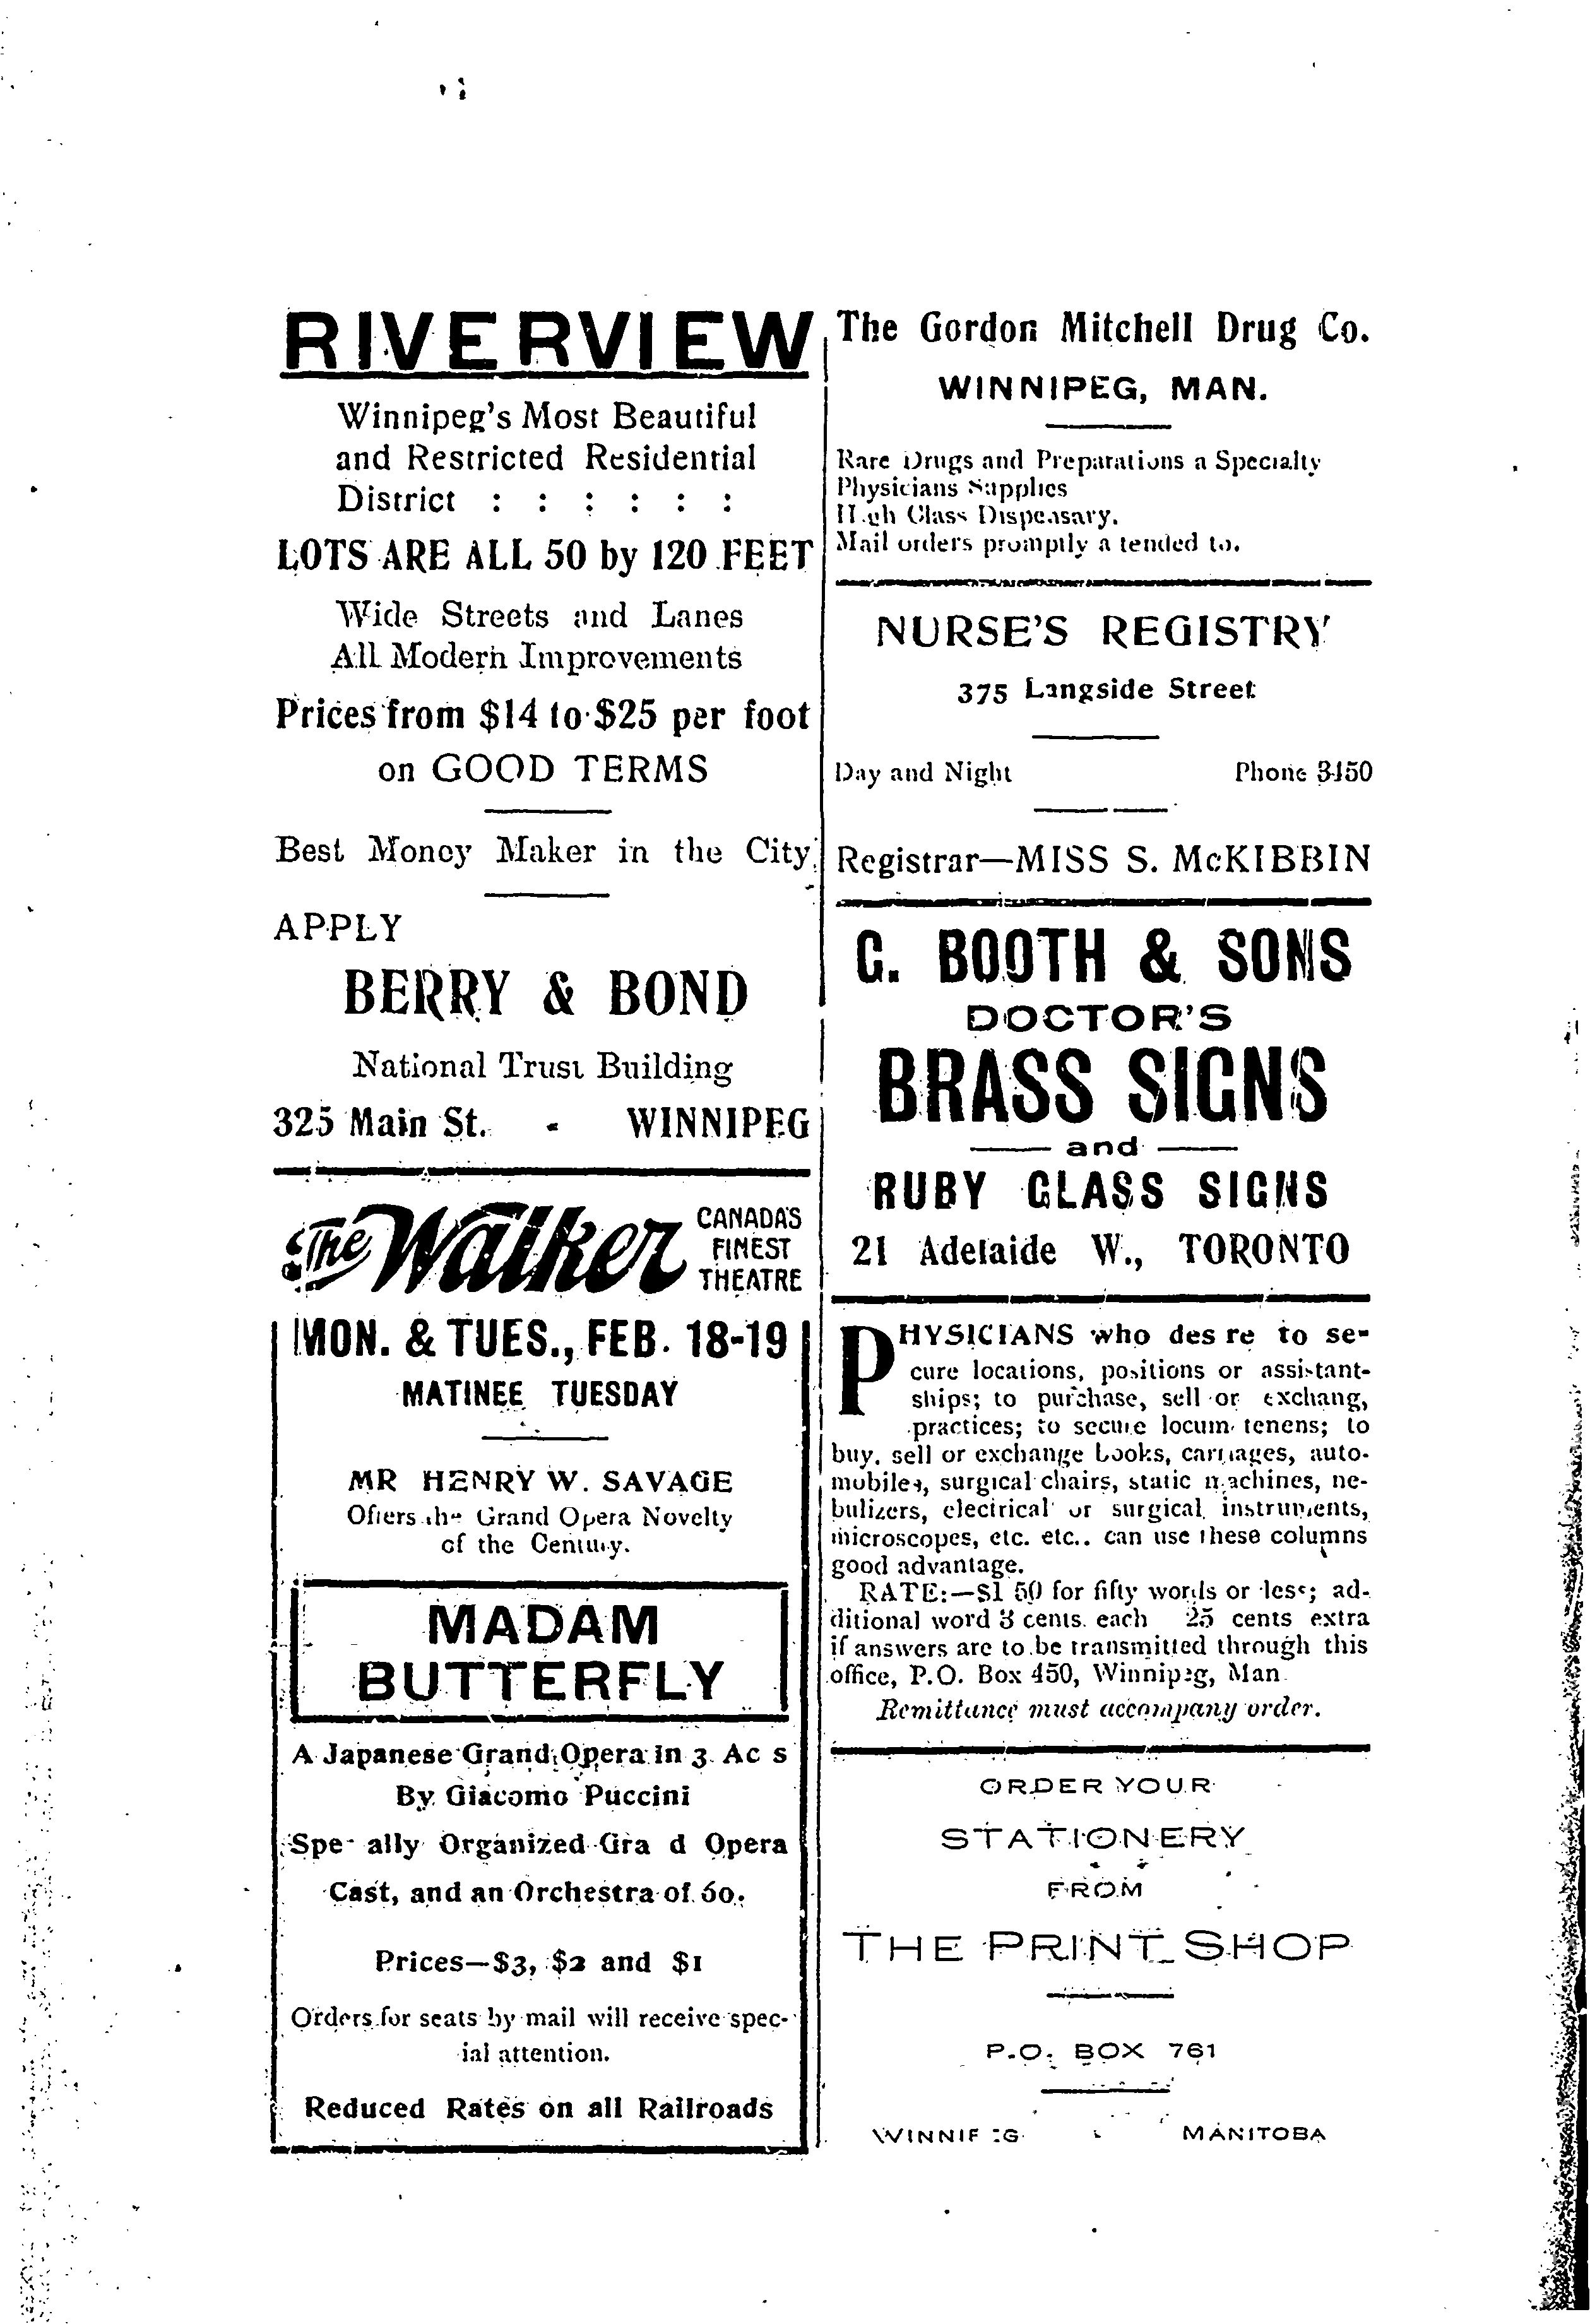 RIVERVIEW
Winnipeg's Most Beautiful
and Restricted Residential
District : : : : : :
LOTS ARE ALL 50 by 120 FEET
Wide Streets and Lanes
All Modern Improvements
Prices from $14 to $25 per foot
on GOOD TERMS
Best Money Maker in the City
APPLY
BERRY & BOND
National Trust Building
325 Main St. - WINNIPEG
The Walker CANADA'S
FINEST
THEATRE
MON. & TUES., FEB. 18-19
MATINEE TUESDAY
MR HENRY W. SAVAGE
Offers the Grand Opera Novelty
of the Century.
MADAM
BUTTERFLY
A Japanese Grand Opera in 3 Ac s
By Giacomo Puccini
Spe ally Organized Gra d Opera
Cast, and an Orchestra of 60.
Prices—$3, $2 and $1
Orders for seats by mail will receive spec-
ial attention.
Reduced Rates on all Railroads
The Gordon Mitchell Drug Co.
WINNIPEG, MAN.
Rare Drugs and Preparations a Specialty
Physicians Supplies
High Class Dispensary.
Mail orders promptly a tended to.
NURSE'S REGISTRY
375 Langside Street
Day and Night Phone 3450
Registrar—MISS S. McKIBBIN
G. BOOTH & SONS
DOCTOR'S
BRASS SIGNS
— and —
RUBY GLASS SIGNS
21 Adelaide W., TORONTO
PHYSICIANS who des re to se-
cure locations, positions or assistant-
ships; to purchase, sell or exchang,
practices; to secure locum tenens; to
buy, sell or exchange books, carriages, auto-
mobiles, surgical chairs, static machines, ne-
bulizers, electrical or surgical instruments,
microscopes, etc. etc.. can use these columns
good advantage.
RATE:—$1 50 for fifty words or less; ad-
ditional word 3 cents each 25 cents extra
if answers are to be transmitted through this
office, P.O. Box 450, Winnipeg, Man
Remittance must accompany order.
ORDER YOUR
STATIONERY
FROM
THE PRINT SHOP
P.O. BOX 761
WINNIPEG MANITOBA